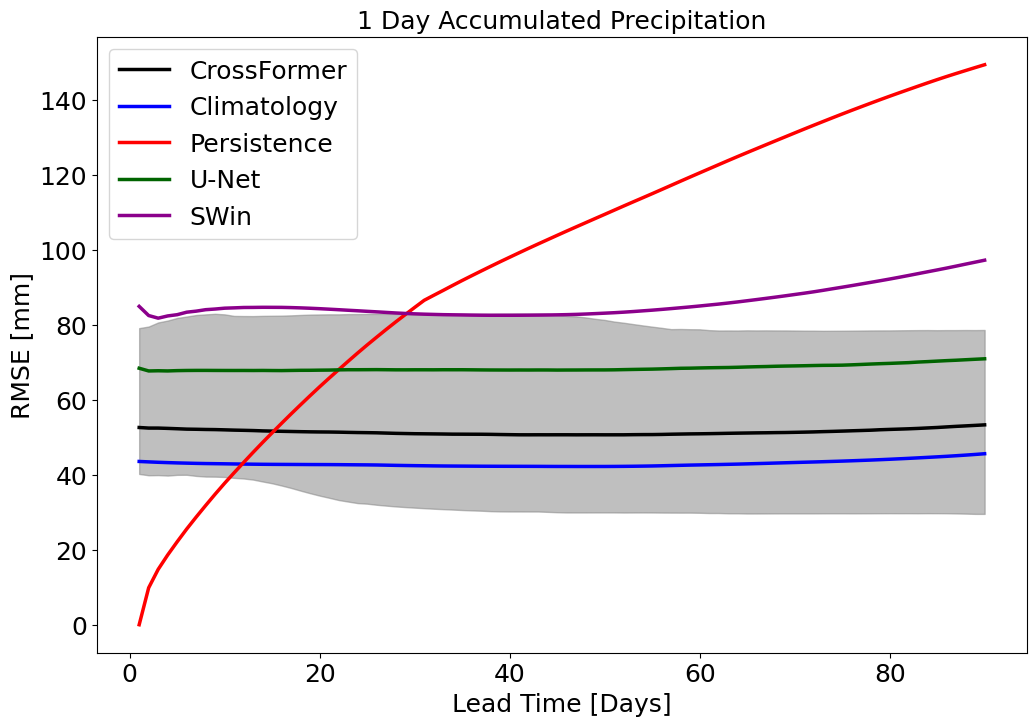 1 Day Accumulated Precipitation
CrossFormer
Climatology
Persistence
U-Net
SWin
RMSE [mm]
140
120
100
80
60
40
20
0
0 20 40 60 80
Lead Time [Days]